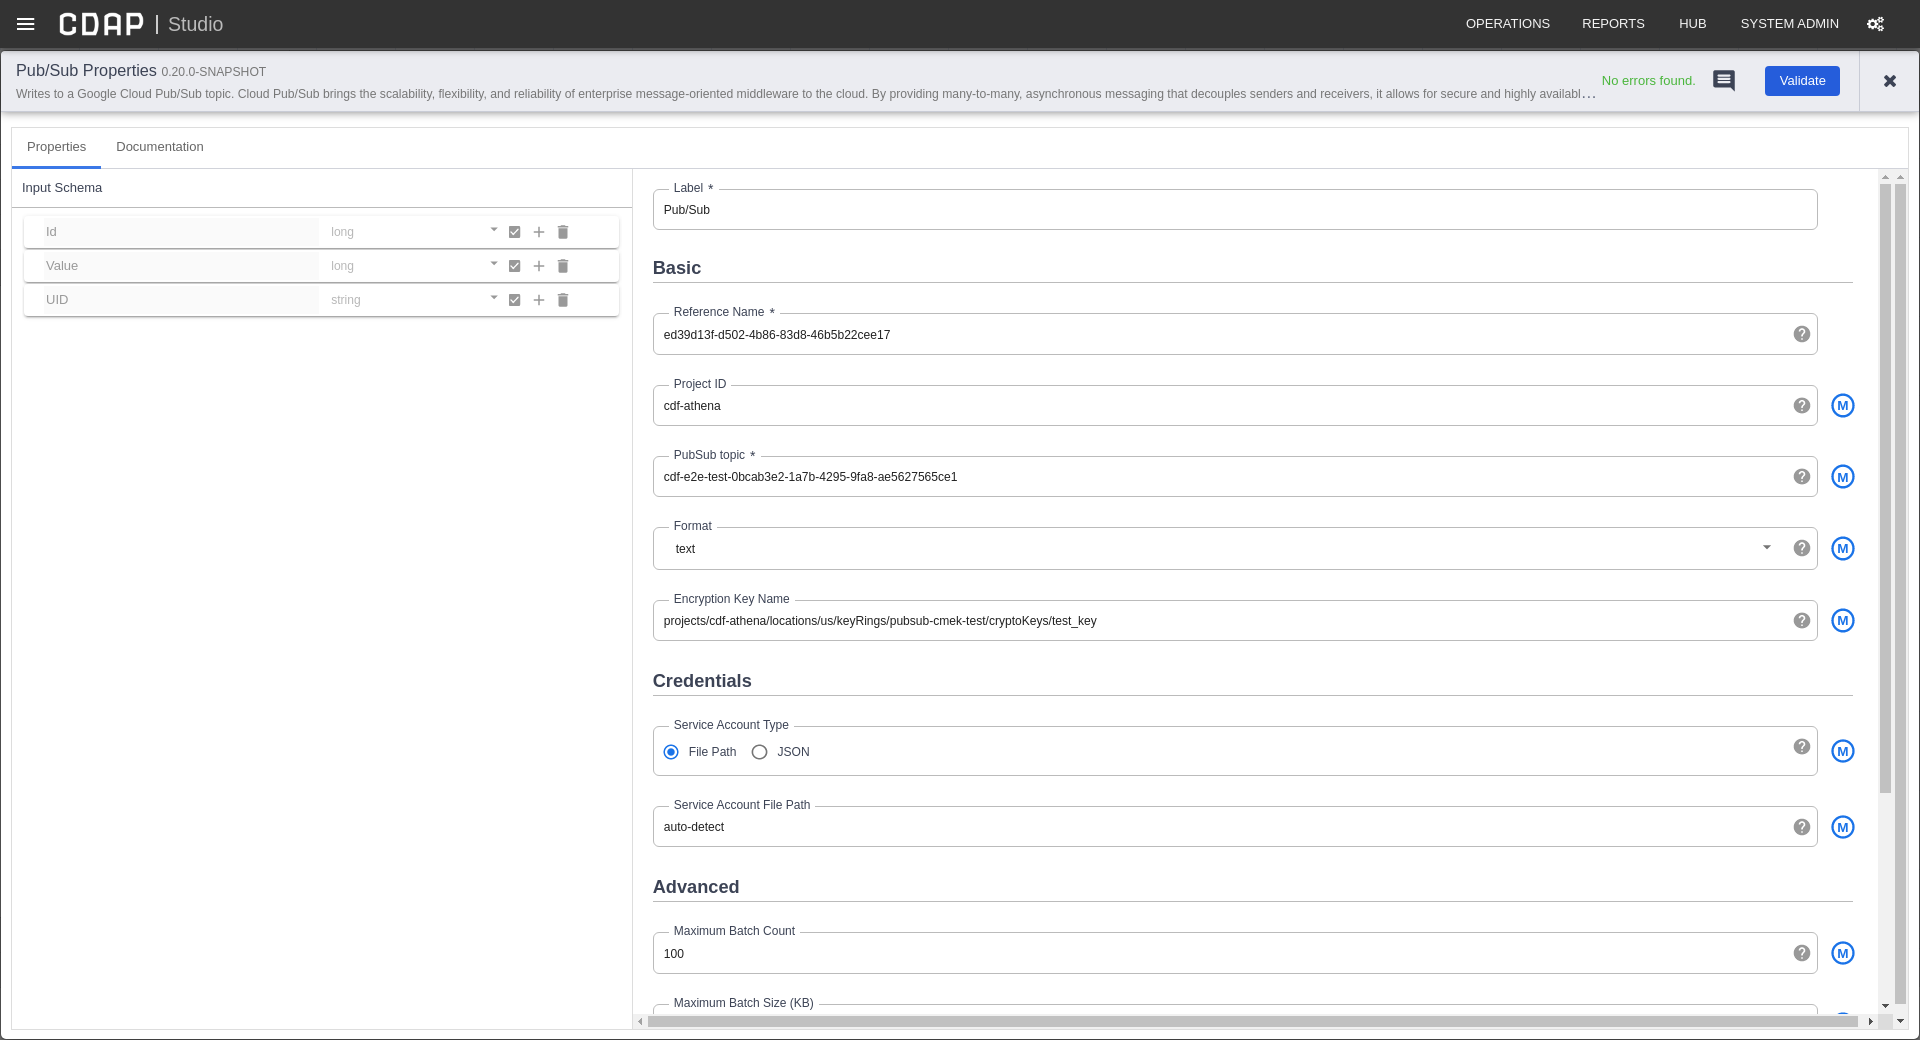 CDAP | Studio
OPERATIONS REPORTS HUB SYSTEM ADMIN
Pub/Sub Properties 0.20.0-SNAPSHOT
Writes to a Google Cloud Pub/Sub topic. Cloud Pub/Sub brings the scalability, flexibility, and reliability of enterprise message-oriented middleware to the cloud. By providing many-to-many, asynchronous messaging that decouples senders and receivers, it allows for secure and highly availabl...
No errors found.
Validate
Properties Documentation
Input Schema
Id long
Value long
UID string
Label *
Pub/Sub
Basic
Reference Name *
ed39d13f-d502-4b86-83d8-46b5b22cee17
Project ID
cdf-athena
M
PubSub topic *
cdf-e2e-test-0bcab3e2-1a7b-4295-9fa8-ae5627565ce1
M
Format
text
M
Encryption Key Name
projects/cdf-athena/locations/us/keyRings/pubsub-cmek-test/cryptoKeys/test_key
M
Credentials
Service Account Type
File Path JSON
M
Service Account File Path
auto-detect
M
Advanced
Maximum Batch Count
100
M
Maximum Batch Size (KB)